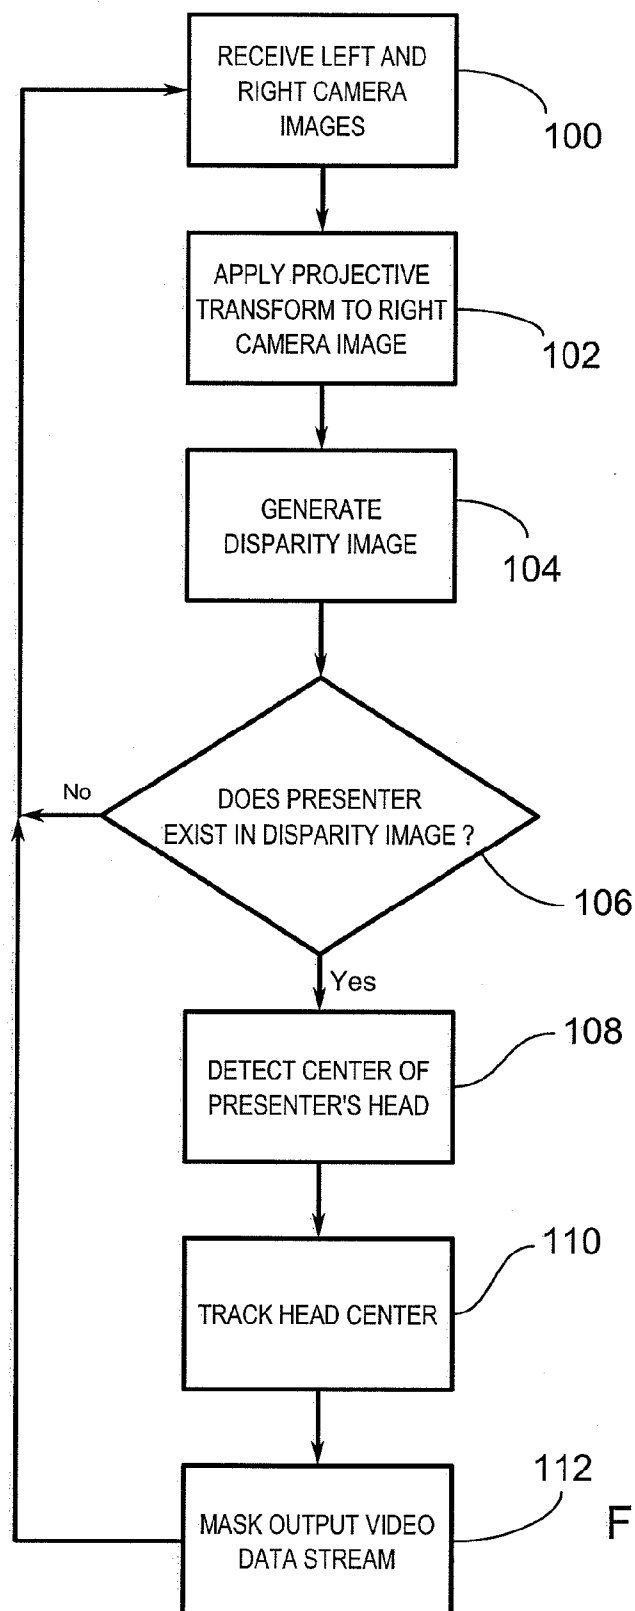 RECEIVE LEFT AND
RIGHT CAMERA
IMAGES
100
APPLY PROJECTIVE
TRANSFORM TO RIGHT
CAMERA IMAGE
102
GENERATE
DISPARITY IMAGE
104
No
DOES PRESENTER
EXIST IN DISPARITY IMAGE ?
106
Yes
108
DETECT CENTER OF
PRESENTER'S HEAD
110
TRACK HEAD CENTER
112
MASK OUTPUT VIDEO
DATA STREAM
F